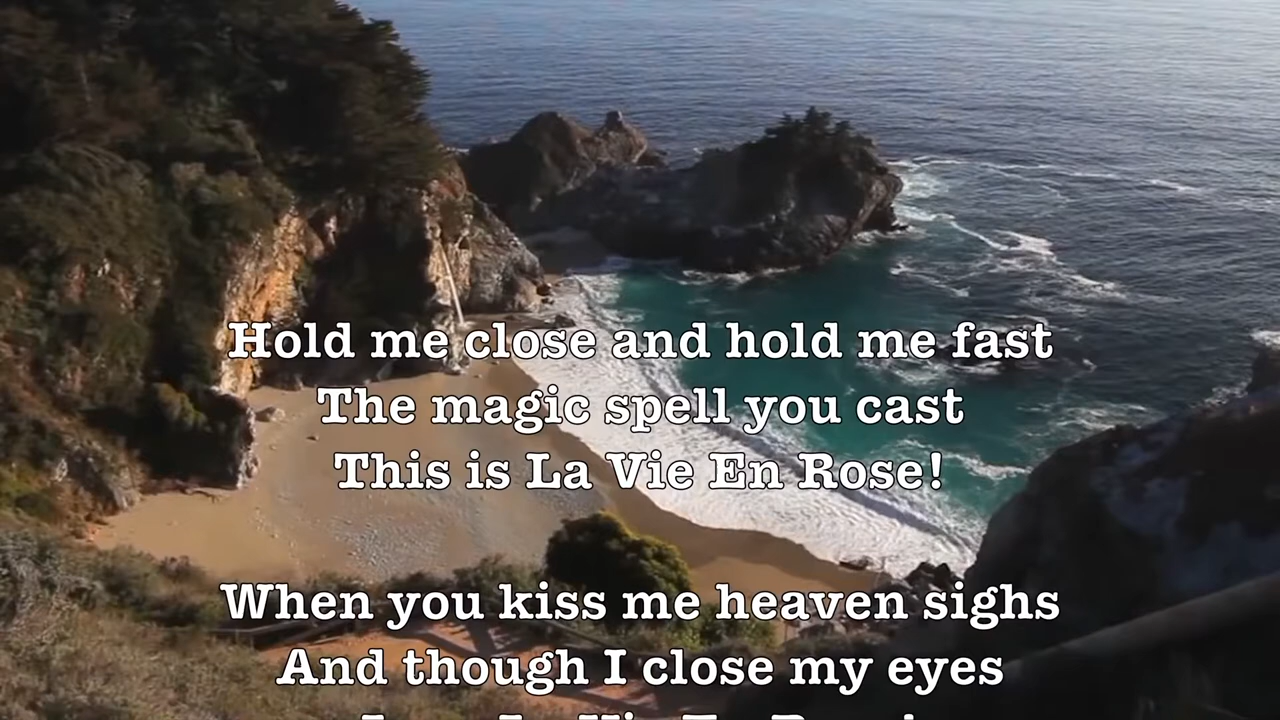 Hold me close and hold me fast
The magic spell you cast
This is La Vie En Rose!
When you kiss me heaven sighs
And though I close my eyes